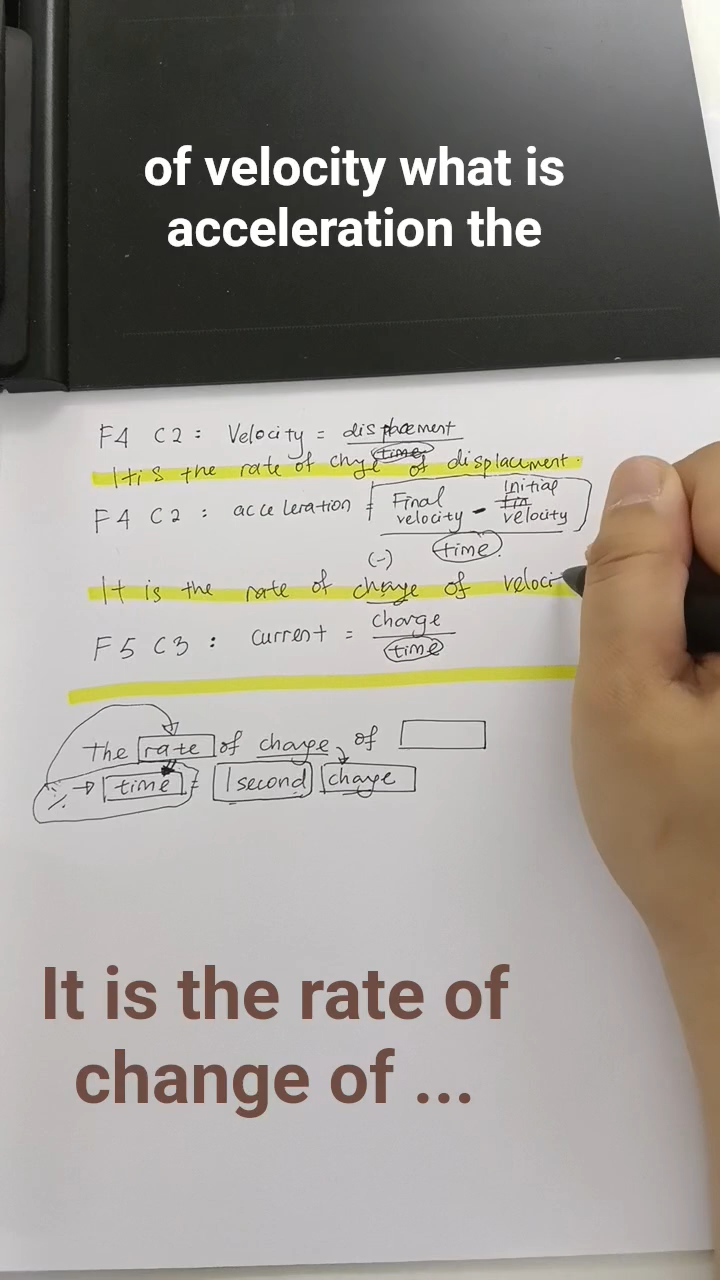 of velocity what is
acceleration the
F4 C2: Velocity = displacement
time
It is the rate of chage of displacement.
F4 C2: acceleration = Final velocity - Initial velocity
time
(-)
It is the rate of change of veloci
F5 C3: Current = charge
time
The rate of change of
% → time = 1 second change
It is the rate of
change of ...